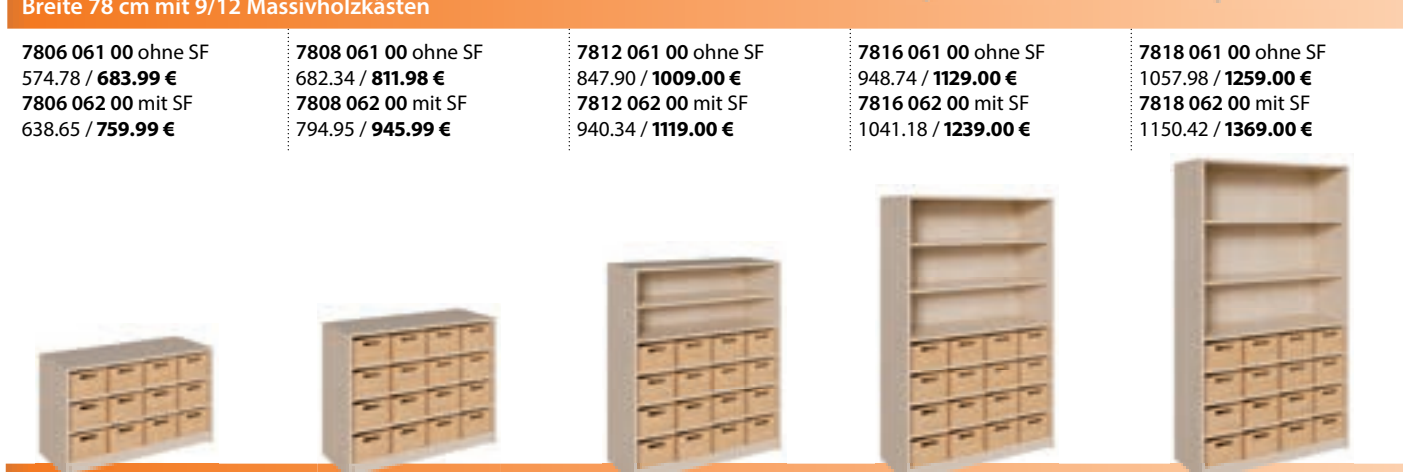 Breite 78 cm mit 9/12 Massivholzkästen
7806 061 00 ohne SF
574.78 / 683.99 €
7806 062 00 mit SF
638.65 / 759.99 €
7808 061 00 ohne SF
682.34 / 811.98 €
7808 062 00 mit SF
794.95 / 945.99 €
7812 061 00 ohne SF
847.90 / 1009.00 €
7812 062 00 mit SF
940.34 / 1119.00 €
7816 061 00 ohne SF
948.74 / 1129.00 €
7816 062 00 mit SF
1041.18 / 1239.00 €
7818 061 00 ohne SF
1057.98 / 1259.00 €
7818 062 00 mit SF
1150.42 / 1369.00 €